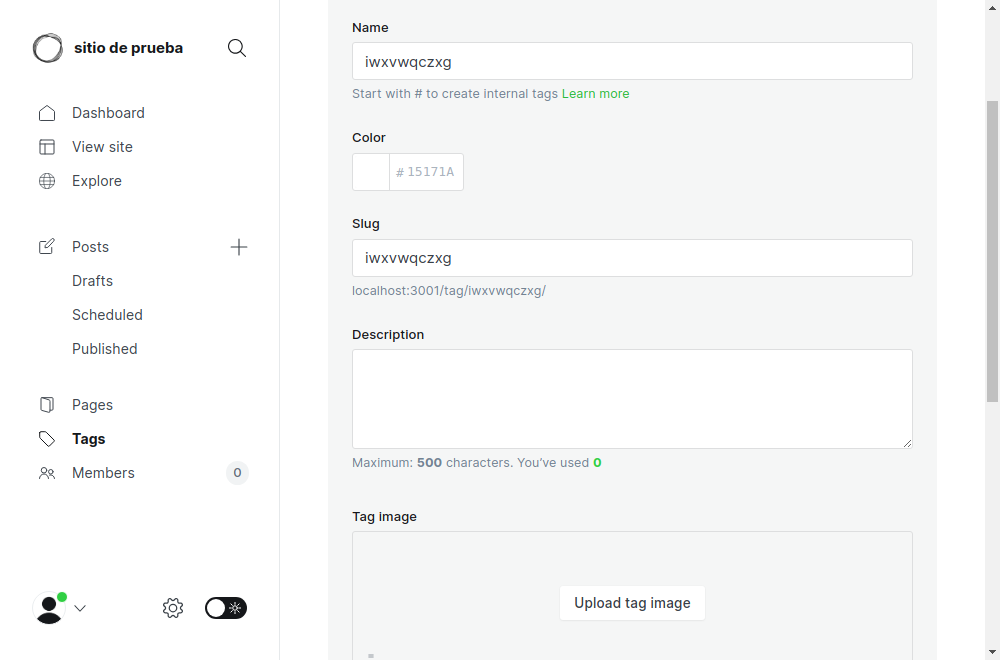 sitio de prueba
Dashboard
View site
Explore
Posts
Drafts
Scheduled
Published
Pages
Tags
Members 0
Name
iwxvwqczxg
Start with # to create internal tags Learn more
Color
# 15171A
Slug
iwxvwqczxg
localhost:3001/tag/iwxvwqczxg/
Description
Maximum: 500 characters. You've used 0
Tag image
Upload tag image